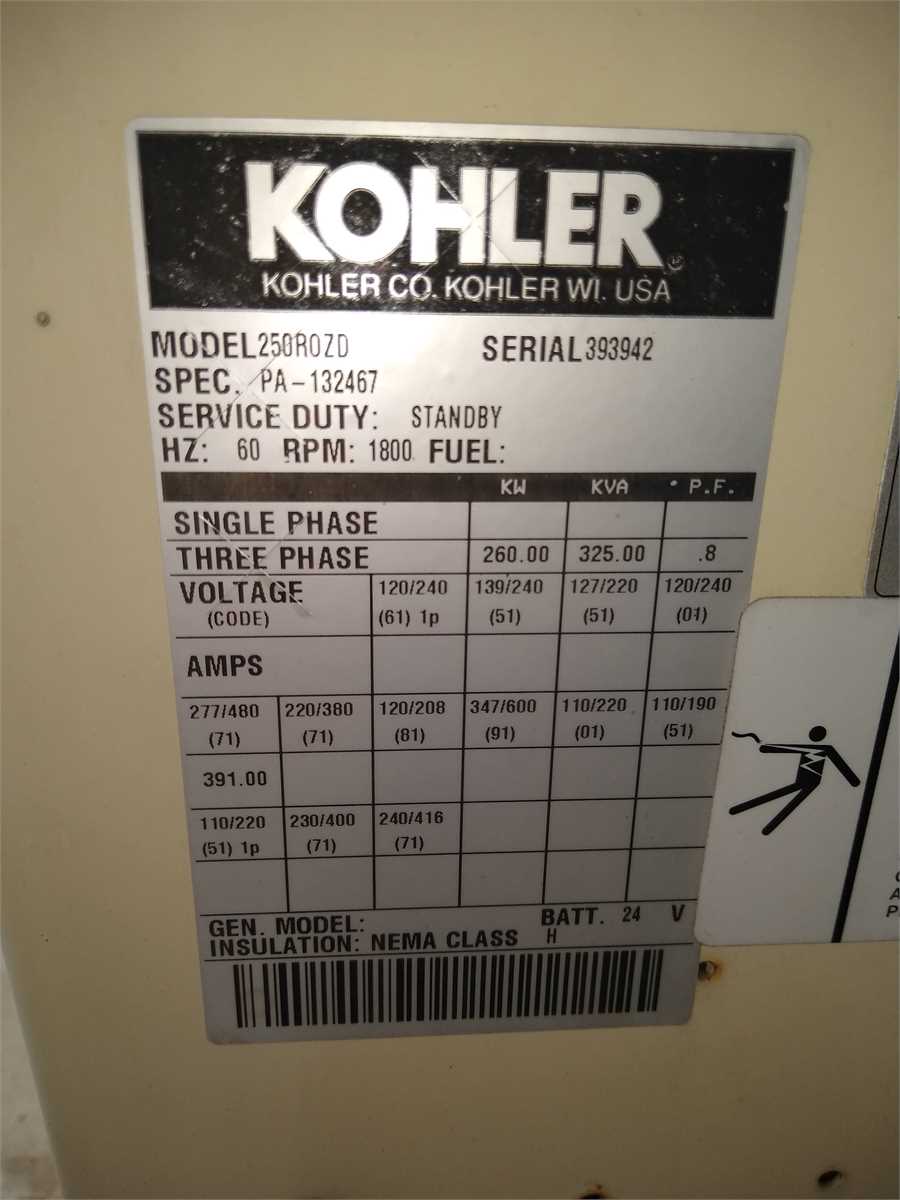 KOHLER®
KOHLER CO. KOHLER WI. USA
MODEL 250ROZD SERIAL 393942
SPEC. PA-132467
SERVICE DUTY: STANDBY
HZ: 60 RPM: 1800 FUEL:
KW KVA P.F.
SINGLE PHASE
THREE PHASE 260.00 325.00 .8
VOLTAGE 120/240 139/240 127/220 120/240
(CODE) (61) 1p (51) (51) (01)
AMPS
277/480 220/380 120/208 347/600 110/220 110/190
(71) (71) (81) (91) (01) (51)
391.00
110/220 230/400 240/416
(51) 1p (71) (71)
GEN. MODEL: BATT. 24 V
INSULATION: NEMA CLASS H